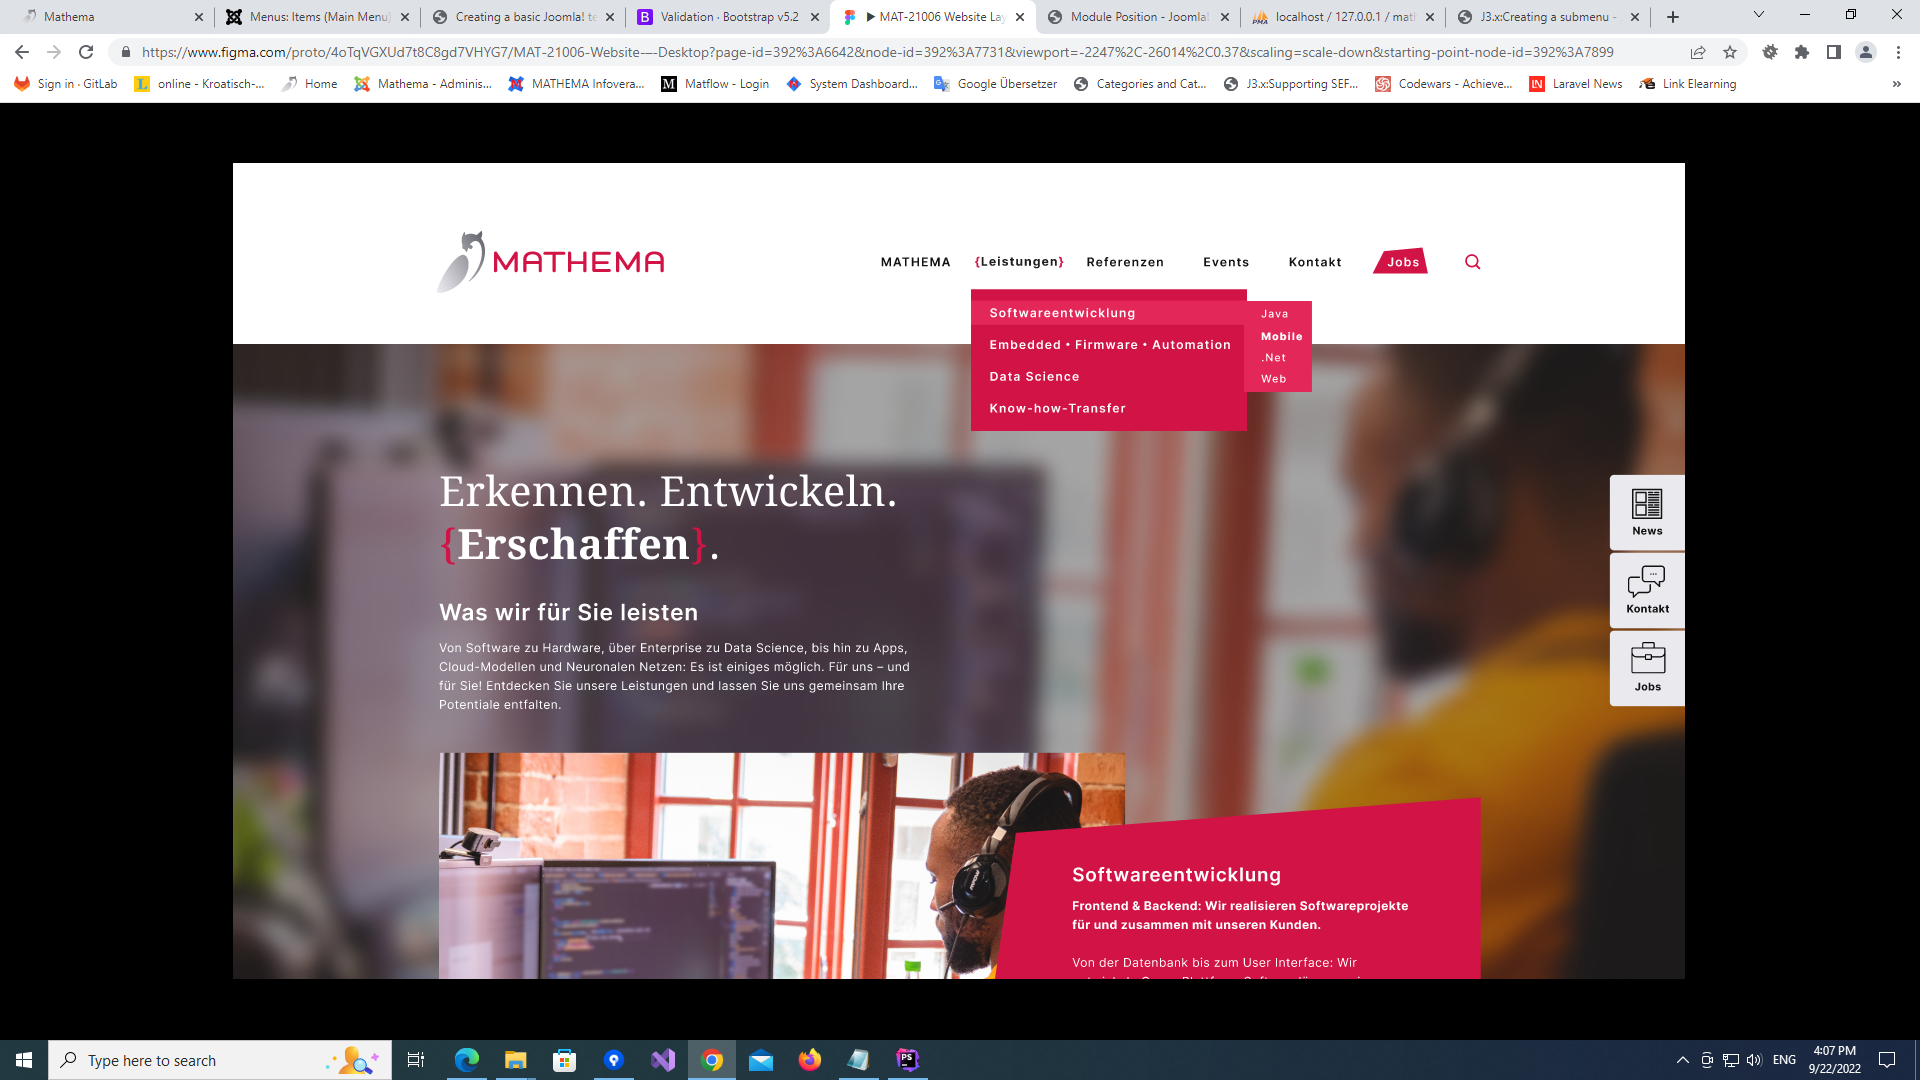 Mathema
Menus: Items (Main Menu)
Creating a basic Joomla! te
Validation · Bootstrap v5.2
MAT-21006 Website Lay
Module Position - Joomla!
localhost / 127.0.0.1 / math
J3.x:Creating a submenu -
https://www.figma.com/proto/4oTqVGXUd7t8C8gd7VHYG7/MAT-21006-Website-–-Desktop?page-id=392%3A6642&node-id=392%3A7731&viewport=-2247%2C-26014%2C0.37&scaling=scale-down&starting-point-node-id=392%3A7899
Sign in · GitLab
online - Kroatisch-...
Home
Mathema - Adminis...
MATHEMA Infovera...
Matflow - Login
System Dashboard...
Google Übersetzer
Categories and Cat...
J3.x:Supporting SEF...
Codewars - Achieve...
Laravel News
Link Elearning
»
MATHEMA
MATHEMA
{Leistungen}
Referenzen
Events
Kontakt
Jobs
Softwareentwicklung
Embedded • Firmware • Automation
Data Science
Know-how-Transfer
Java
Mobile
.Net
Web
Erkennen. Entwickeln.
{Erschaffen}.
Was wir für Sie leisten
Von Software zu Hardware, über Enterprise zu Data Science, bis hin zu Apps,
Cloud-Modellen und Neuronalen Netzen: Es ist einiges möglich. Für uns – und
für Sie! Entdecken Sie unsere Leistungen und lassen Sie uns gemeinsam Ihre
Potentiale entfalten.
News
Kontakt
Jobs
Softwareentwicklung
Frontend & Backend: Wir realisieren Softwareprojekte
für und zusammen mit unseren Kunden.
Von der Datenbank bis zum User Interface: Wir
Type here to search
ENG
4:07 PM
9/22/2022